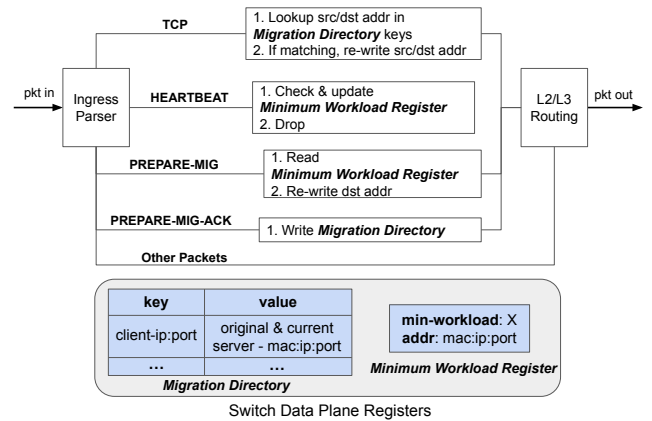 TCP
1. Lookup src/dst addr in
Migration Directory keys
2. If matching, re-write src/dst addr
pkt in
Ingress
Parser
HEARTBEAT
1. Check & update
Minimum Workload Register
2. Drop
L2/L3
Routing
pkt out
PREPARE-MIG
1. Read
Minimum Workload Register
2. Re-write dst addr
PREPARE-MIG-ACK
1. Write Migration Directory
Other Packets
key
value
client-ip:port
original & current
server - mac:ip:port
...
...
Migration Directory
min-workload: X
addr: mac:ip:port
Minimum Workload Register
Switch Data Plane Registers